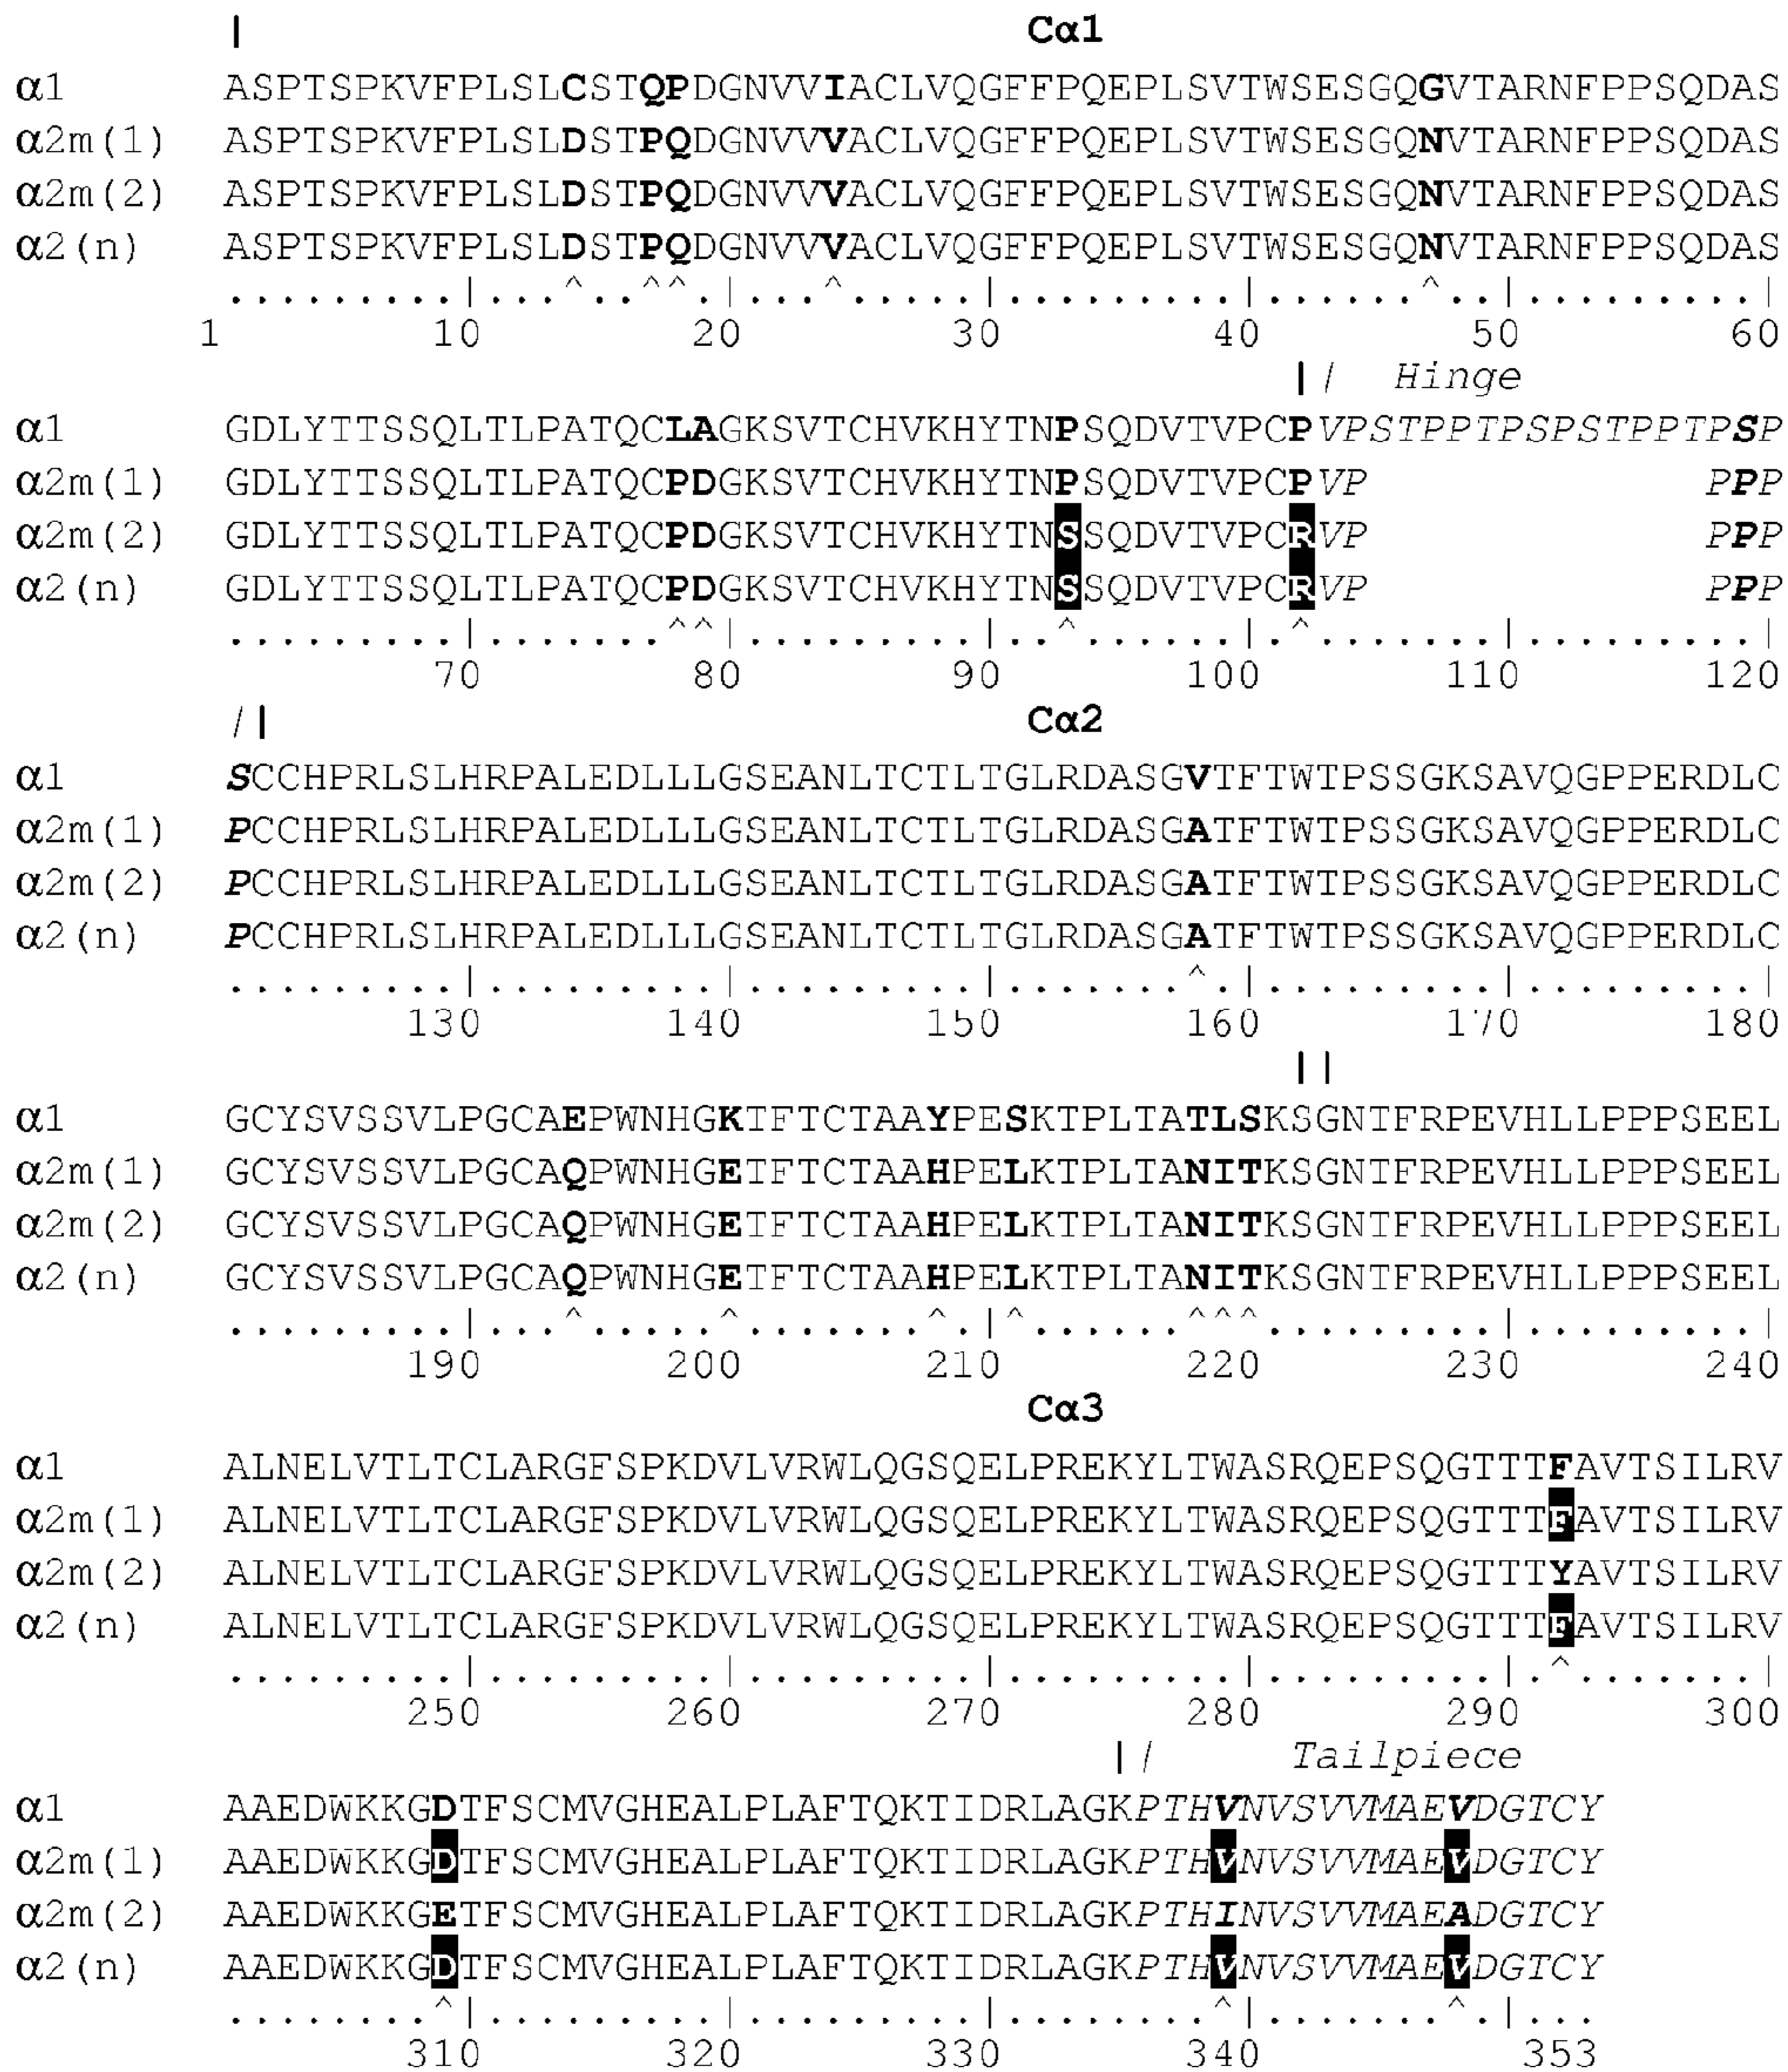 | Cα1
α1 ASPTSPKVFPLSLCSTQPDGNVVIACLVQGFFPQEPLSVTWSESGQGVTARNFPPSQDAS
α2m(1) ASPTSPKVFPLSLDSTPQDGNVVVACLVQGFFPQEPLSVTWSESGQNVTARNFPPSQDAS
α2m(2) ASPTSPKVFPLSLDSTPQDGNVVVACLVQGFFPQEPLSVTWSESGQNVTARNFPPSQDAS
α2(n) ASPTSPKVFPLSLDSTPQDGNVVVACLVQGFFPQEPLSVTWSESGQNVTARNFPPSQDAS
.........|...^..^^.|...^.....|.........|......^..|.........|
1 10 20 30 40 50 60
| / Hinge
α1 GDLYTTSSQLTLPATQCLAGKSVTCHVKHYTNPSQDVTVPCPVPSTPPTPSPSTPPTPSP
α2m(1) GDLYTTSSQLTLPATQCPDGKSVTCHVKHYTNPSQDVTVPCPVP PPP
α2m(2) GDLYTTSSQLTLPATQCPDGKSVTCHVKHYTNSSQDVTVPCRVP PPP
α2(n) GDLYTTSSQLTLPATQCPDGKSVTCHVKHYTNSSQDVTVPCRVP PPP
.........|.......^^|.........|..^......|.^.......|.........|
70 80 90 100 110 120
/ | Cα2
α1 SCCHPRLSLHRPALEDLLLGSEANLTCTLTGLRDASGVTFTWTPSSGKSAVQGPPERDLC
α2m(1) PCCHPRLSLHRPALEDLLLGSEANLTCTLTGLRDASGATFTWTPSSGKSAVQGPPERDLC
α2m(2) PCCHPRLSLHRPALEDLLLGSEANLTCTLTGLRDASGATFTWTPSSGKSAVQGPPERDLC
α2(n) PCCHPRLSLHRPALEDLLLGSEANLTCTLTGLRDASGATFTWTPSSGKSAVQGPPERDLC
.........|.........|.........|.......^.|.........|.........|
130 140 150 160 170 180
| |
α1 GCYSVSSVLPGCAEPWNHGKTFTCTAAYPESKTPLTATLSKSGNTFRPEVHLLPPPSEEL
α2m(1) GCYSVSSVLPGCAQPWNHGETFTCTAAHPELKTPLTANITKSGNTFRPEVHLLPPPSEEL
α2m(2) GCYSVSSVLPGCAQPWNHGETFTCTAAHPELKTPLTANITKSGNTFRPEVHLLPPPSEEL
α2(n) GCYSVSSVLPGCAQPWNHGETFTCTAAHPELKTPLTANITKSGNTFRPEVHLLPPPSEEL
.........|...^.....^.......^.|^......^^^.........|.........|
190 200 210 220 230 240
Cα3
α1 ALNELVTLTCLARGFSPKDVLVRWLQGSQELPREKYLTWASRQEPSQGTTTFAVTSILRV
α2m(1) ALNELVTLTCLARGFSPKDVLVRWLQGSQELPREKYLTWASRQEPSQGTTTFAVTSILRV
α2m(2) ALNELVTLTCLARGFSPKDVLVRWLQGSQELPREKYLTWASRQEPSQGTTTYAVTSILRV
α2(n) ALNELVTLTCLARGFSPKDVLVRWLQGSQELPREKYLTWASRQEPSQGTTTFAVTSILRV
.........|.........|.........|.........|.........|.^.......|
250 260 270 280 290 300
| / Tailpiece
α1 AAEDWKKGDTFSCMVGHEALPLAFTQKTIDRLAGKPTHVNVSVVMAEVDGTCY
α2m(1) AAEDWKKGDTFSCMVGHEALPLAFTQKTIDRLAGKPTHVNVSVVMAEVDGTCY
α2m(2) AAEDWKKGETFSCMVGHEALPLAFTQKTIDRLAGKPTHINVSVVMAEADGTCY
α2(n) AAEDWKKGDTFSCMVGHEALPLAFTQKTIDRLAGKPTHVNVSVVMAEVDGTCY
........^|.........|.........|........^|.......^.|...
310 320 330 340 353